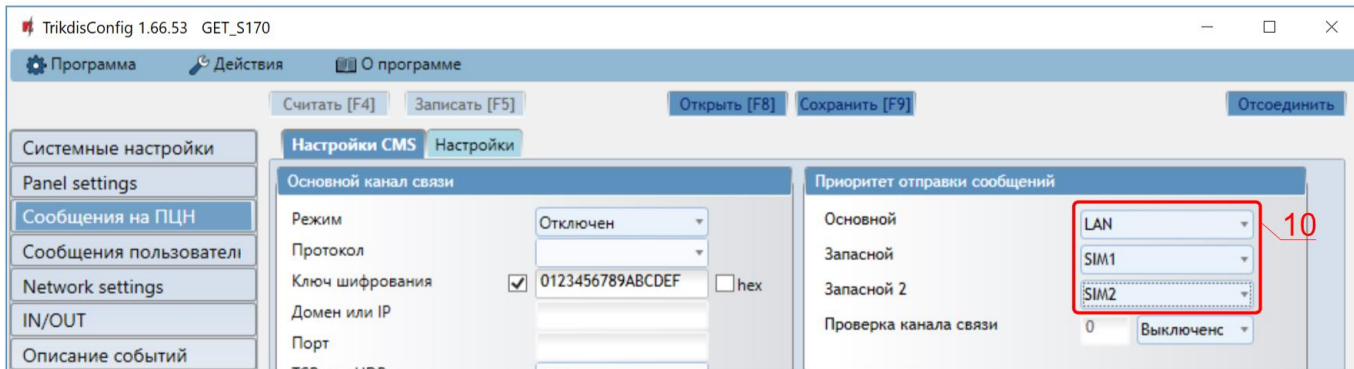 TrikdisConfig 1.66.53 GET_S170
Программа Действия О программе
Считать [F4] Записать [F5] Открыть [F8] Сохранить [F9] Отсоединить
Системные настройки
Panel settings
Сообщения на ПЦН
Сообщения пользовател
Network settings
IN/OUT
Описание событий
Настройки CMS Настройки
Основной канал связи
Режим Отключен
Протокол
Ключ шифрования 0123456789ABCDEF hex
Домен или IP
Порт
Приоритет отправки сообщений
Основной LAN
Запасной SIM1
Запасной 2 SIM2
Проверка канала связи 0 Выключенс
10